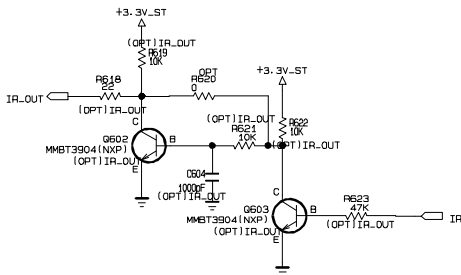 +3.3V_ST
(OPT)IR_OUT
R619
10K
R618
22
OPT
R620
0
+3.3V_ST
IR_OUT
(OPT)IR_OUT
(OPT)IR_OUT
R621
10K
R622
10K
(OPT)IR_OUT
C
Q602
MMBT3904(NXP)
(OPT)IR_OUT
B
E
C604
1000pF
(OPT)IR_OUT
C
Q603
MMBT3904(NXP)
(OPT)IR_OUT
B
E
R623
47K
(OPT)IR_OUT
IR